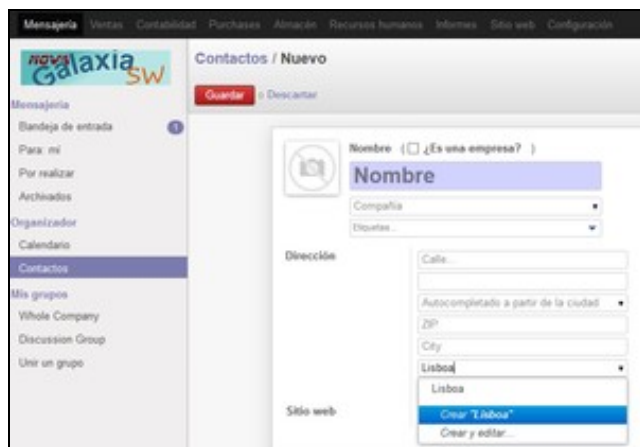 Mensajería Ventas Contabilidad Purchases Almacén Recursos humanos Informes Sitio web Configuración
NOVA
Galaxia
SW
Contactos / Nuevo
Guardar o Descartar
Mensajería
Bandeja de entrada 1
Para: mí
Por realizar
Archivados
Organizador
Calendario
Contactos
Mis grupos
Whole Company
Discussion Group
Unir un grupo
Nombre ( ¿Es una empresa? )
Nombre
Compañía
Etiquetas...
Dirección
Calle...
Autocompletado a partir de la ciudad
ZIP
City
Lisboa
Lisboa
Crear "Lisboa"
Crear y editar...
Sitio web